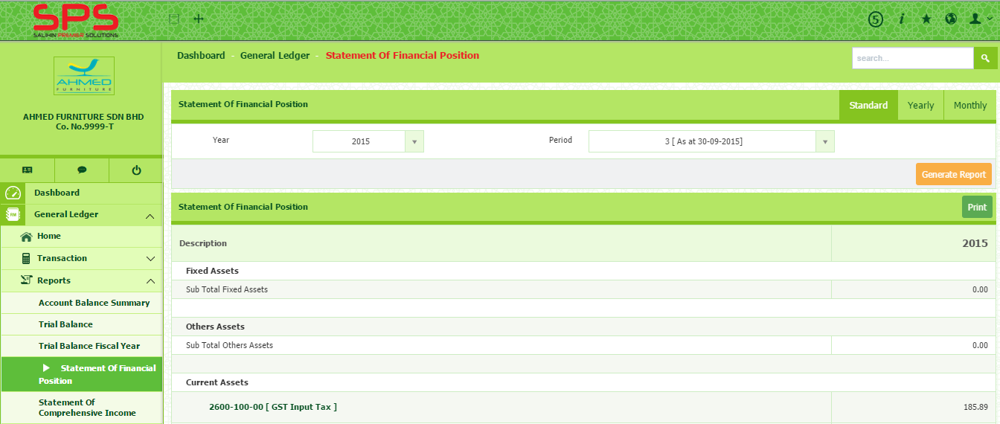 SPS
SALIHIN PREMIER SOLUTIONS
5
AHMED
FURNITURE
AHMED FURNITURE SDN BHD
Co. No.9999-T
Dashboard
RM
General Ledger
Home
Transaction
Reports
Account Balance Summary
Trial Balance
Trial Balance Fiscal Year
Statement Of Financial
Position
Statement Of
Comprehensive Income
Dashboard - General Ledger - Statement Of Financial Position
search...
Statement Of Financial Position Standard Yearly Monthly
Year 2015 Period 3 [ As at 30-09-2015]
Generate Report
Statement Of Financial Position Print
Description 2015
Fixed Assets
Sub Total Fixed Assets 0.00
Others Assets
Sub Total Others Assets 0.00
Current Assets
2600-100-00 [ GST Input Tax ] 185.89